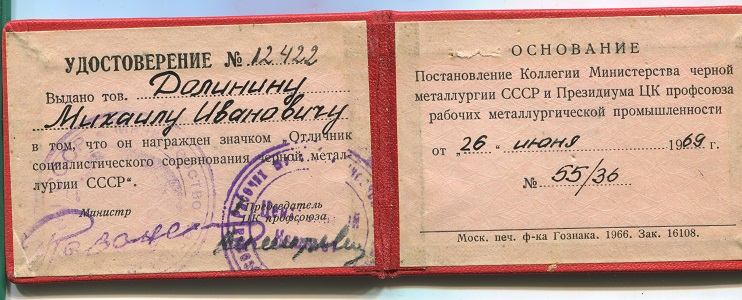 УДОСТОВЕРЕНИЕ № 12422
Выдано тов. Долинину
Михаилу Ивановичу
в том, что он награжден значком „Отличник
социалистического соревнования черной метал-
лургии СССР“.
Министр
Председатель
ЦК профсоюза
ОСНОВАНИЕ
Постановление Коллегии Министерства черной
металлургии СССР и Президиума ЦК профсоюза
рабочих металлургической промышленности
от „26“ июня 1969 г.
№ 55/36
Моск. печ. ф-ка Гознака. 1966. Зак. 16108.